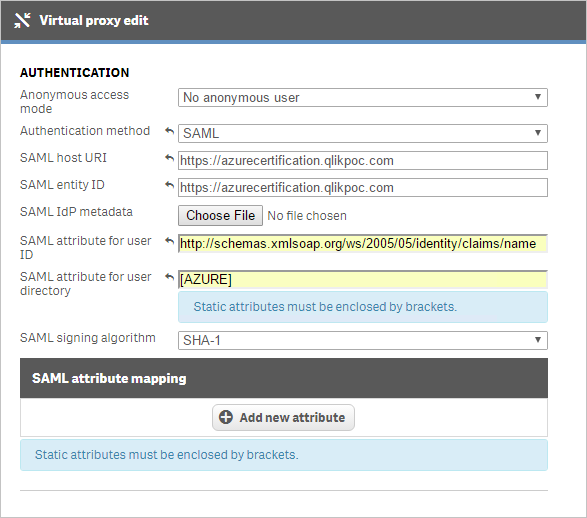 Virtual proxy edit
AUTHENTICATION
Anonymous access
mode
No anonymous user
Authentication method
SAML
SAML host URI
https://azurecertification.qlikpoc.com
SAML entity ID
https://azurecertification.qlikpoc.com
SAML IdP metadata
Choose File No file chosen
SAML attribute for user
ID
http://schemas.xmlsoap.org/ws/2005/05/identity/claims/name
SAML attribute for user
directory
[AZURE]
Static attributes must be enclosed by brackets.
SAML signing algorithm
SHA-1
SAML attribute mapping
Add new attribute
Static attributes must be enclosed by brackets.